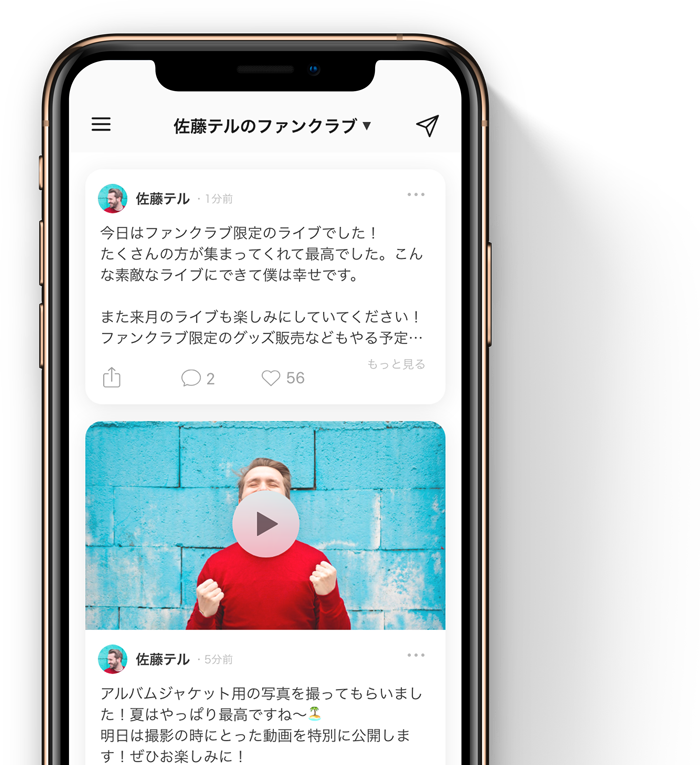 佐藤テルのファンクラブ ▼
佐藤テル ・1分前
今日はファンクラブ限定のライブでした！
たくさんの方が集まってくれて最高でした。こん
な素敵なライブにできて僕は幸せです。
また来月のライブも楽しみにしていてください！
ファンクラブ限定のグッズ販売などもやる予定…
もっと見る
2 56
佐藤テル ・5分前
アルバムジャケット用の写真を撮ってもらいまし
た！夏はやっぱり最高ですね〜🏝
明日は撮影の時にとった動画を特別に公開しま
す！ぜひお楽しみに！